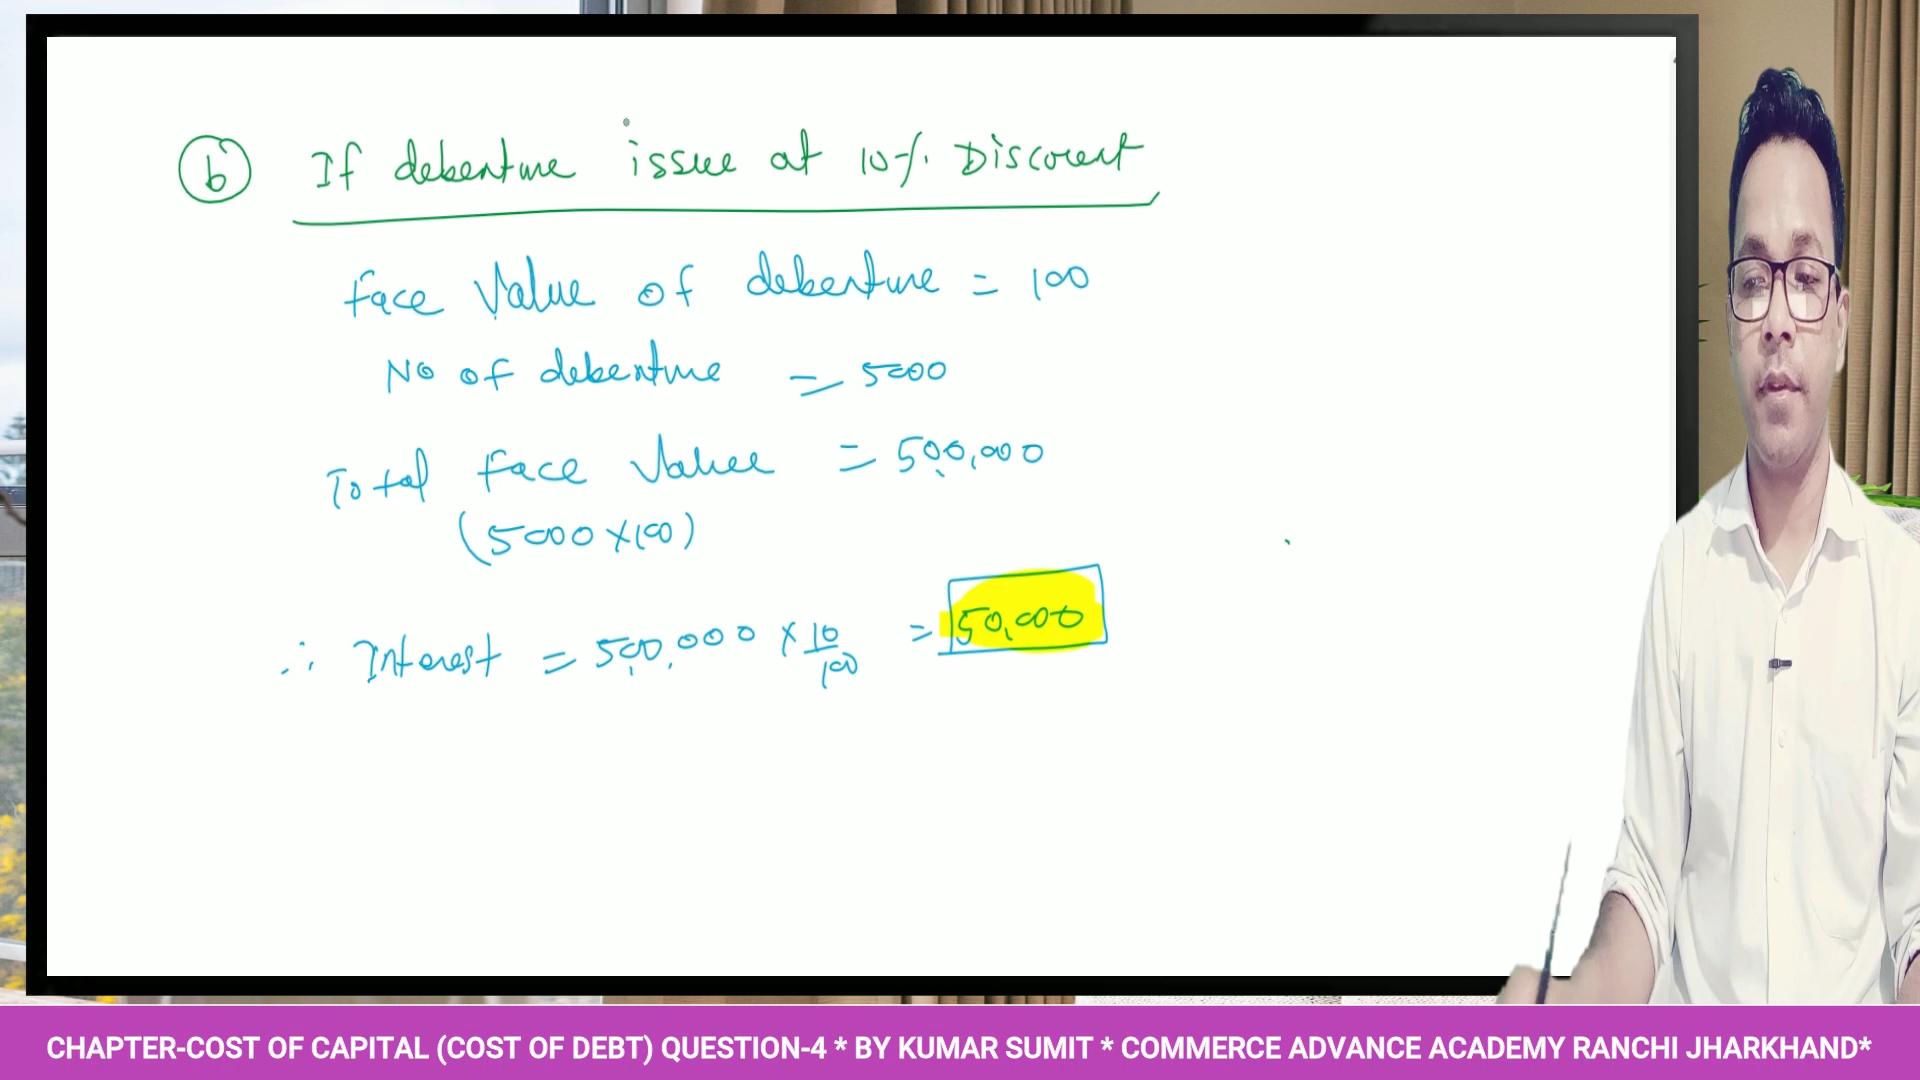 b If debenture issue at 10% Discount
Face Value of debenture = 100
No of debenture = 5000
Total Face Value = 500,000
(5000 × 100)
∴ Interest = 500,000 × 10/100 = 50,000
CHAPTER-COST OF CAPITAL (COST OF DEBT) QUESTION-4 * BY KUMAR SUMIT * COMMERCE ADVANCE ACADEMY RANCHI JHARKHAND*